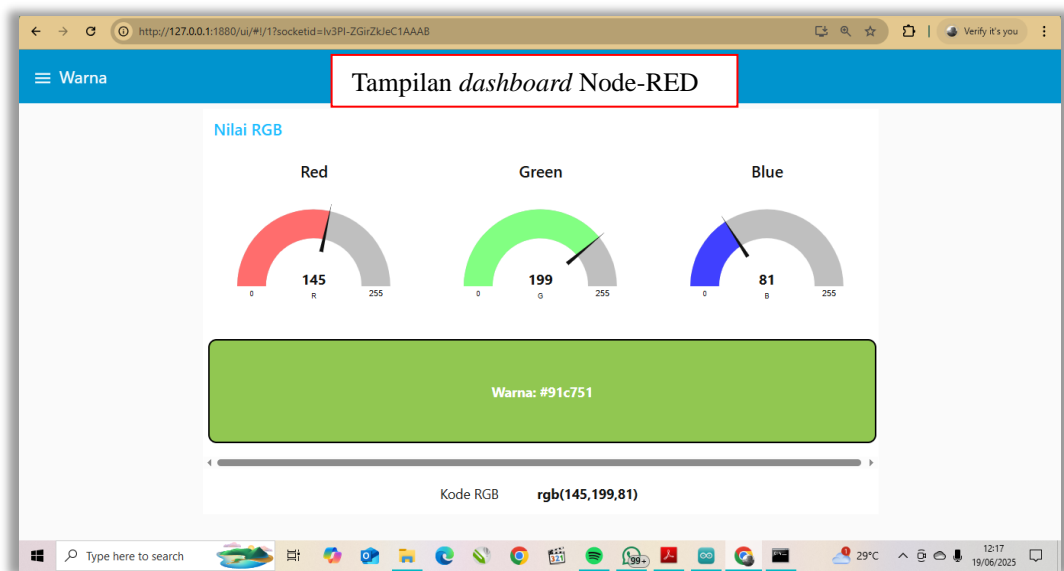 http://127.0.0.1:1880/ui/#!/1?socketid=lv3PI-ZGirZkJeC1AAAB
Verify it's you
Warna
Tampilan dashboard Node-RED
Nilai RGB
Red Green Blue
145 199 81
0 R 255 0 G 255 0 B 255
Warna: #91c751
Kode RGB rgb(145,199,81)
Type here to search
321
99+
29°C
12:17
19/06/2025